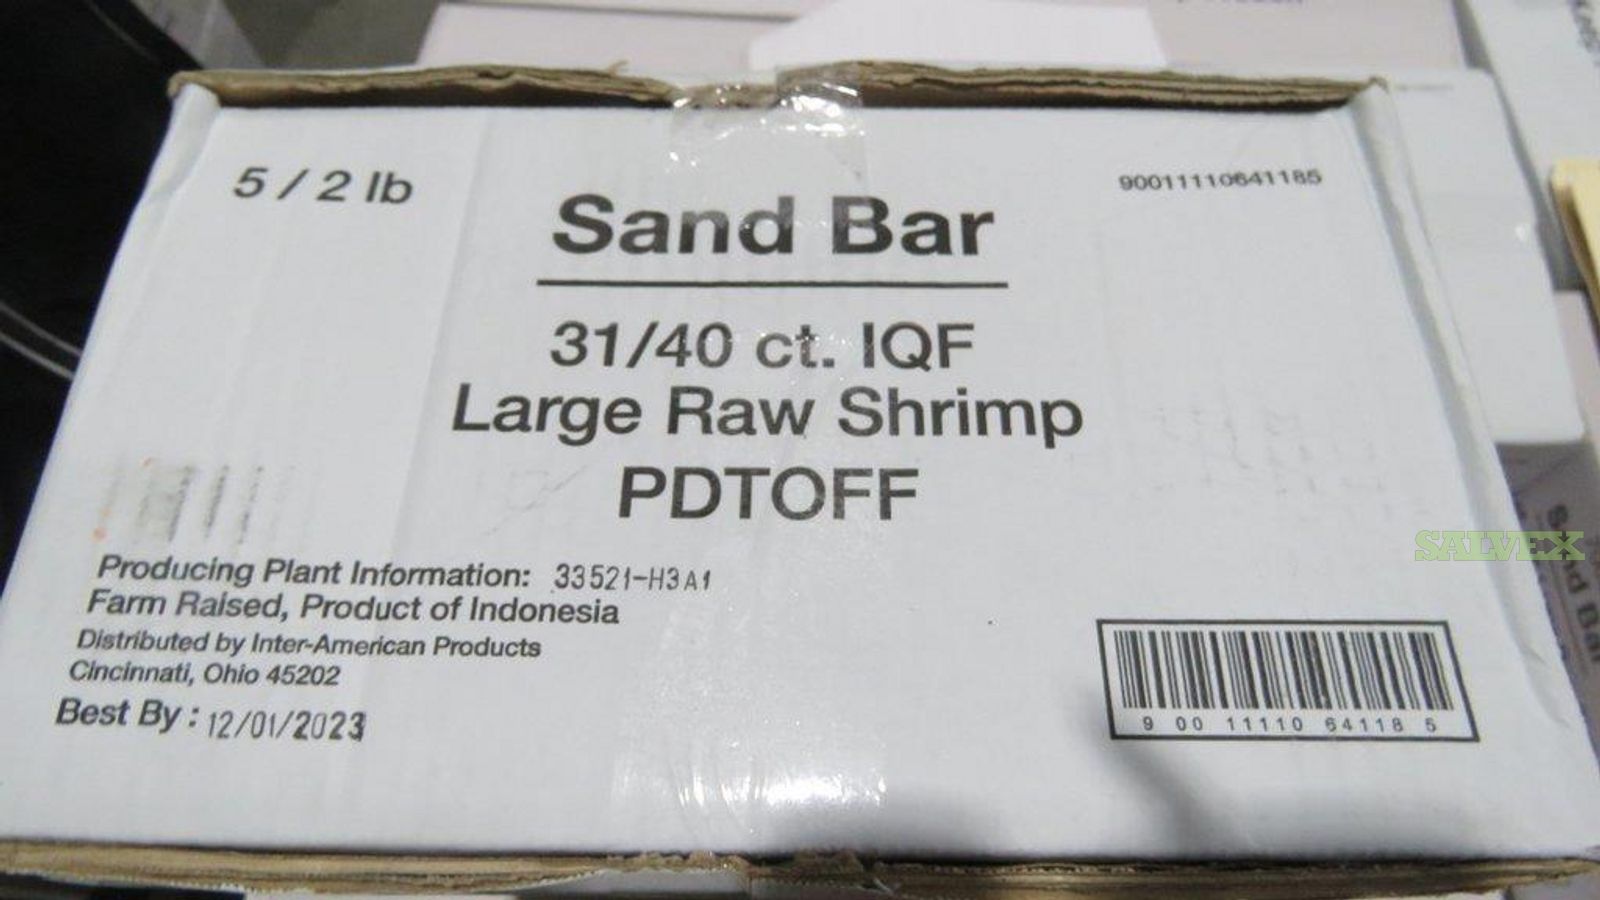 5 / 2 lb
90011110641185
Sand Bar
31/40 ct. IQF
Large Raw Shrimp
PDTOFF
Producing Plant Information: 33521-H3A1
Farm Raised, Product of Indonesia
Distributed by Inter-American Products
Cincinnati, Ohio 45202
Best By : 12/01/2023
9 00 11110 64118 5
SALVEX
Sand Bar